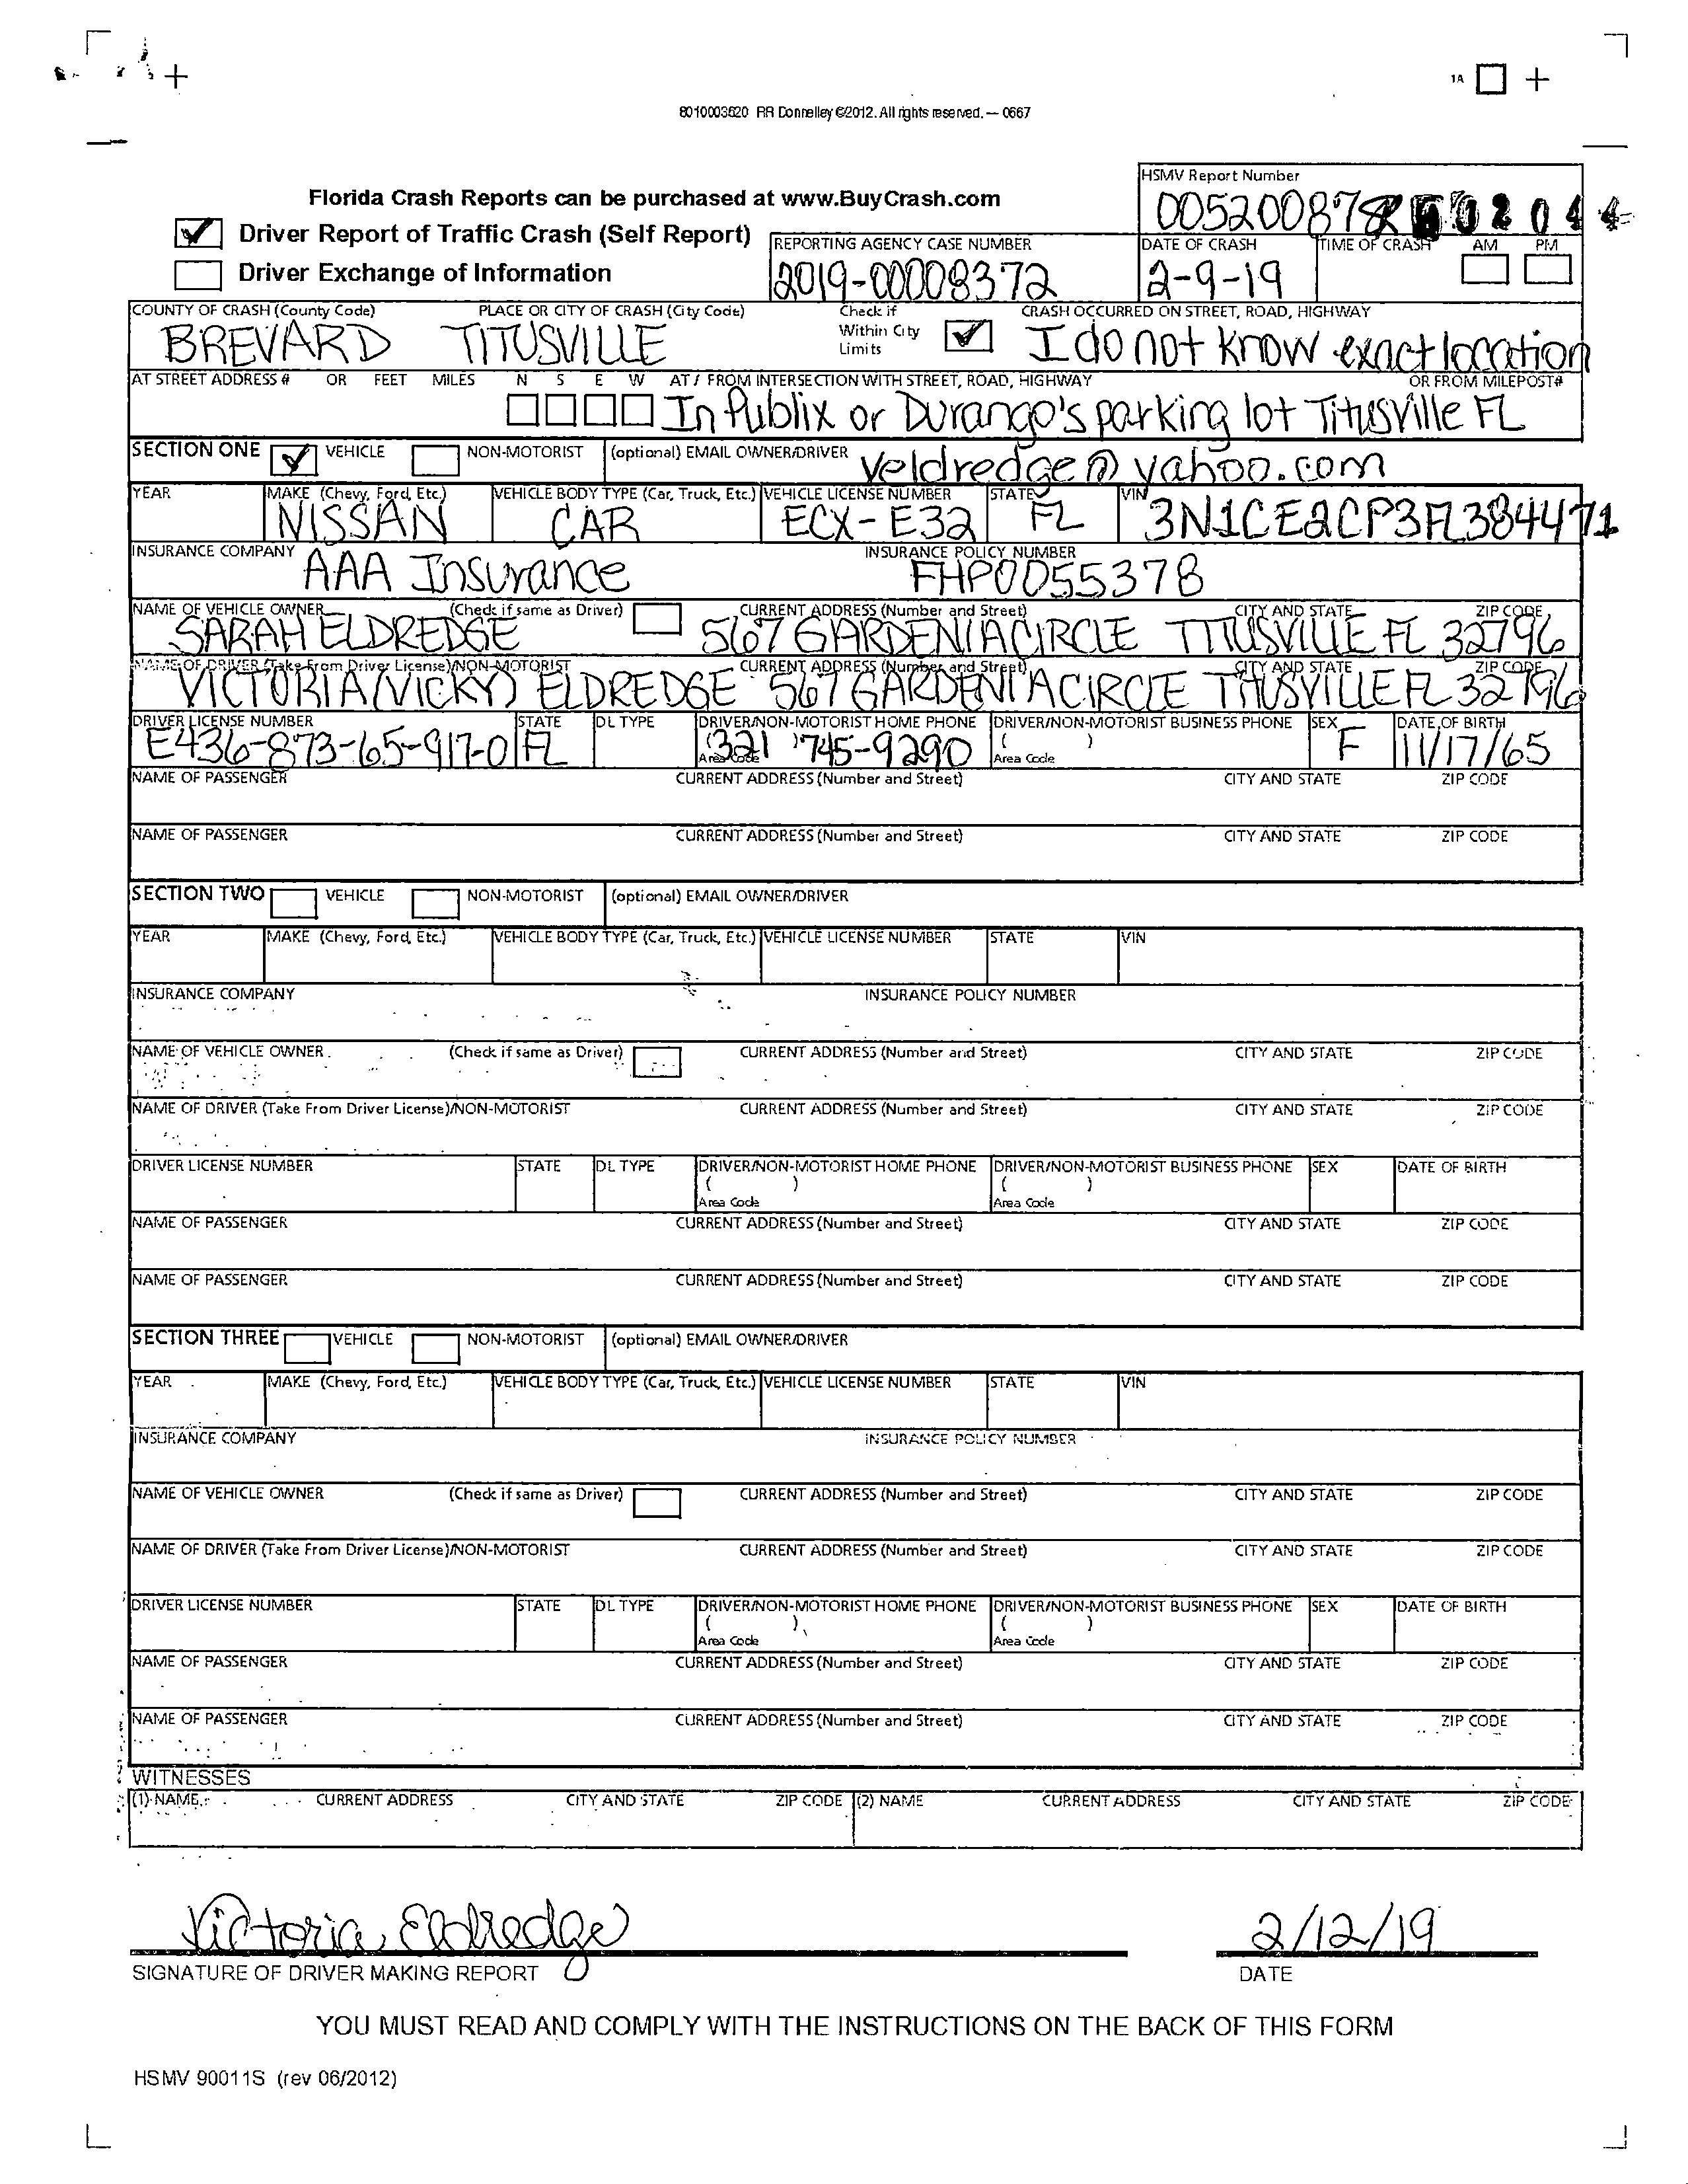 1A
8010003620 RR Donnelley ©2012. All rights reserved. — 0667
HSMV Report Number
Florida Crash Reports can be purchased at www.BuyCrash.com
005200878
Driver Report of Traffic Crash (Self Report)
REPORTING AGENCY CASE NUMBER DATE OF CRASH TIME OF CRASH AM PM
Driver Exchange of Information
2019-00008372 2-9-19
COUNTY OF CRASH (County Code) PLACE OR CITY OF CRASH (City Code) Check if Within City Limits CRASH OCCURRED ON STREET, ROAD, HIGHWAY
BREVARD TITUSVILLE I do not know exact location
AT STREET ADDRESS # OR FEET MILES N S E W AT / FROM INTERSECTION WITH STREET, ROAD, HIGHWAY OR FROM MILEPOST#
In Publix or Durango's parking lot Titusville FL
SECTION ONE VEHICLE NON-MOTORIST (optional) EMAIL OWNER/DRIVER veldredge@yahoo.com
YEAR MAKE (Chevy, Ford, Etc.) VEHICLE BODY TYPE (Car, Truck, Etc.) VEHICLE LICENSE NUMBER STATE VIN
NISSAN CAR ECX-E32 FL 3N1CE2CP3FL384471
INSURANCE COMPANY INSURANCE POLICY NUMBER
AAA Insurance FHP0055378
NAME OF VEHICLE OWNER (Check if same as Driver) CURRENT ADDRESS (Number and Street) CITY AND STATE ZIP CODE
SARAH ELDREDGE 567 GARDENIA CIRCLE TITUSVILLE FL 32796
NAME OF DRIVER (Take From Driver License)/NON-MOTORIST CURRENT ADDRESS (Number and Street) CITY AND STATE ZIP CODE
VICTORIA (VICKY) ELDREDGE 567 GARDENIA CIRCLE TITUSVILLE FL 32796
DRIVER LICENSE NUMBER STATE DL TYPE DRIVER/NON-MOTORIST HOME PHONE DRIVER/NON-MOTORIST BUSINESS PHONE SEX DATE OF BIRTH
E436-873-65-917-0 FL (321) 745-9290 ( ) F 11/17/65
Area Code Area Code
NAME OF PASSENGER CURRENT ADDRESS (Number and Street) CITY AND STATE ZIP CODE
NAME OF PASSENGER CURRENT ADDRESS (Number and Street) CITY AND STATE ZIP CODE
SECTION TWO VEHICLE NON-MOTORIST (optional) EMAIL OWNER/DRIVER
YEAR MAKE (Chevy, Ford, Etc.) VEHICLE BODY TYPE (Car, Truck, Etc.) VEHICLE LICENSE NUMBER STATE VIN
INSURANCE COMPANY INSURANCE POLICY NUMBER
NAME OF VEHICLE OWNER (Check if same as Driver) CURRENT ADDRESS (Number and Street) CITY AND STATE ZIP CODE
NAME OF DRIVER (Take From Driver License)/NON-MOTORIST CURRENT ADDRESS (Number and Street) CITY AND STATE ZIP CODE
DRIVER LICENSE NUMBER STATE DL TYPE DRIVER/NON-MOTORIST HOME PHONE DRIVER/NON-MOTORIST BUSINESS PHONE SEX DATE OF BIRTH
( ) ( )
Area Code Area Code
NAME OF PASSENGER CURRENT ADDRESS (Number and Street) CITY AND STATE ZIP CODE
NAME OF PASSENGER CURRENT ADDRESS (Number and Street) CITY AND STATE ZIP CODE
SECTION THREE VEHICLE NON-MOTORIST (optional) EMAIL OWNER/DRIVER
YEAR MAKE (Chevy, Ford, Etc.) VEHICLE BODY TYPE (Car, Truck, Etc.) VEHICLE LICENSE NUMBER STATE VIN
INSURANCE COMPANY INSURANCE POLICY NUMBER
NAME OF VEHICLE OWNER (Check if same as Driver) CURRENT ADDRESS (Number and Street) CITY AND STATE ZIP CODE
NAME OF DRIVER (Take From Driver License)/NON-MOTORIST CURRENT ADDRESS (Number and Street) CITY AND STATE ZIP CODE
DRIVER LICENSE NUMBER STATE DL TYPE DRIVER/NON-MOTORIST HOME PHONE DRIVER/NON-MOTORIST BUSINESS PHONE SEX DATE OF BIRTH
( ) ( )
Area Code Area Code
NAME OF PASSENGER CURRENT ADDRESS (Number and Street) CITY AND STATE ZIP CODE
NAME OF PASSENGER CURRENT ADDRESS (Number and Street) CITY AND STATE ZIP CODE
WITNESSES
(1) NAME CURRENT ADDRESS CITY AND STATE ZIP CODE (2) NAME CURRENT ADDRESS CITY AND STATE ZIP CODE
Victoria Eldredge 2/12/19
SIGNATURE OF DRIVER MAKING REPORT DATE
YOU MUST READ AND COMPLY WITH THE INSTRUCTIONS ON THE BACK OF THIS FORM
HSMV 90011S (rev 06/2012)